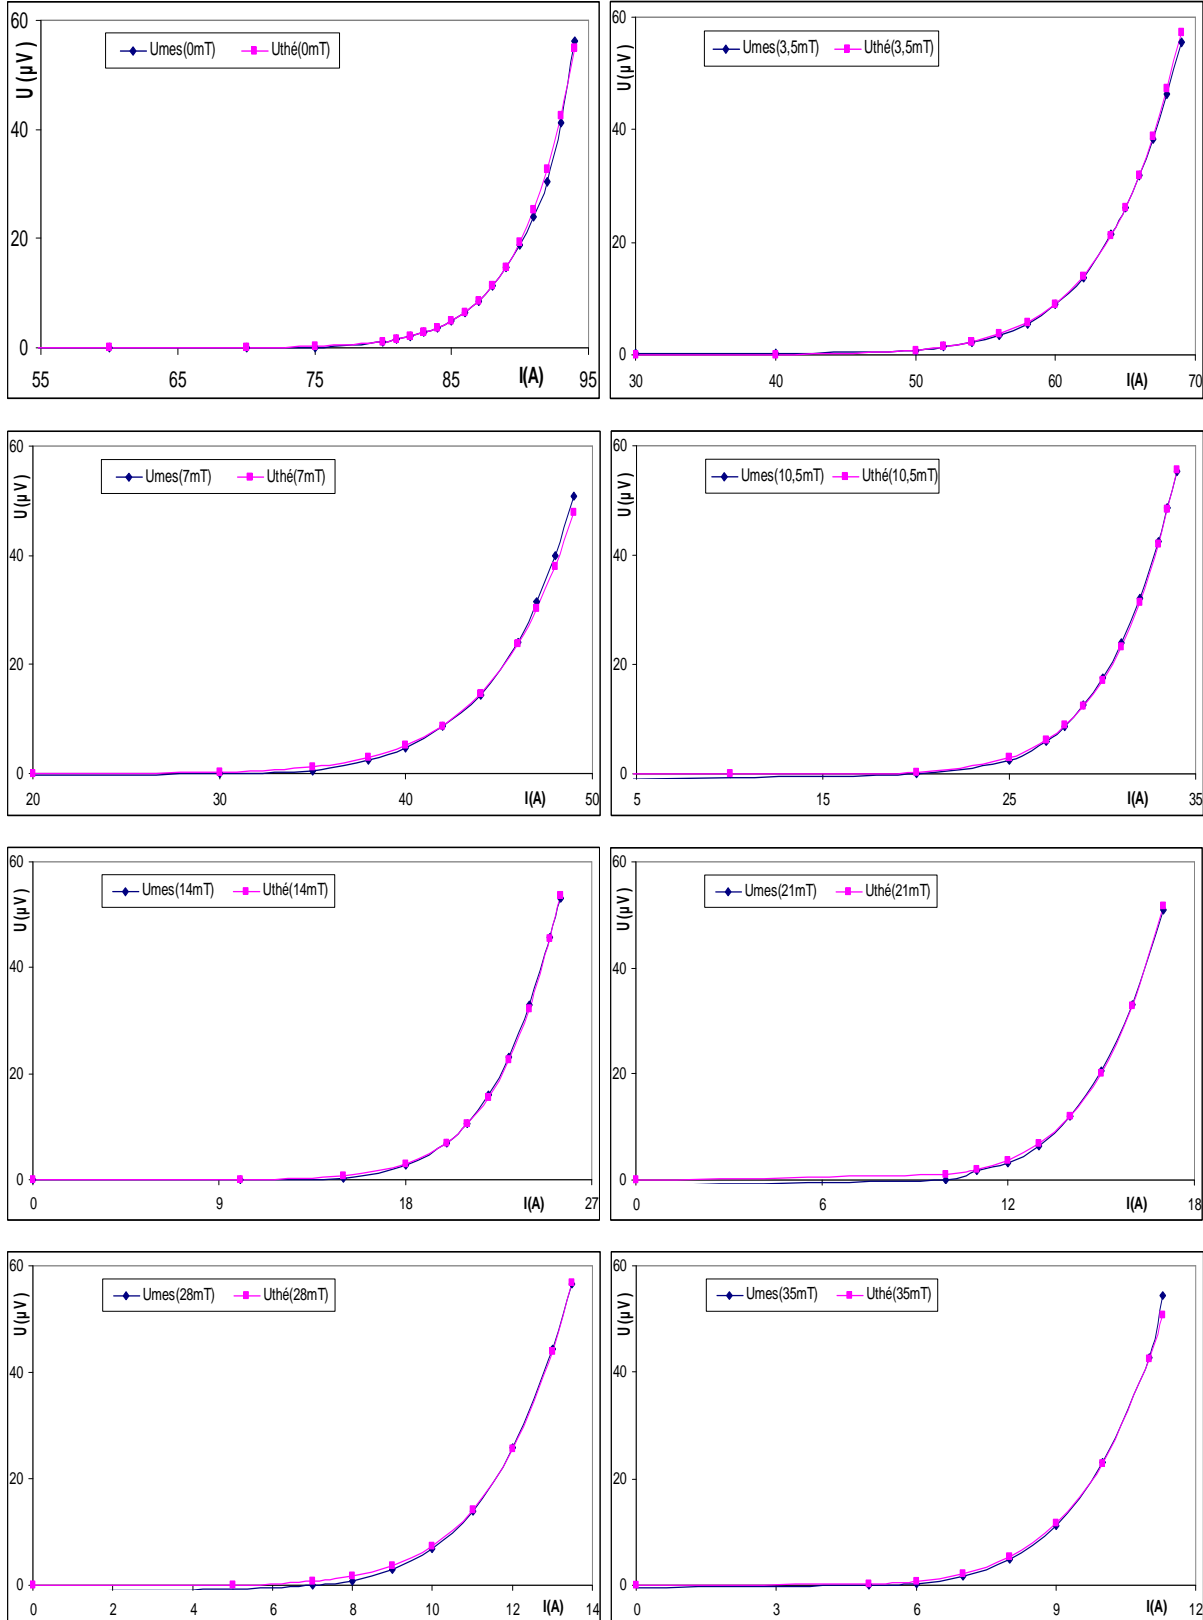 60
Umes(0mT) Uthé(0mT)
U (µV)
40
20
0
55 65 75 85 I(A) 95
60
Umes(3,5mT) Uthé(3,5mT)
U (µV)
40
20
0
30 40 50 60 I(A) 70
60
Umes(7mT) Uthé(7mT)
U (µV)
40
20
0
20 30 40 I(A) 50
60
Umes(10,5mT) Uthé(10,5mT)
U (µV)
40
20
0
5 15 25 I(A) 35
60
Umes(14mT) Uthé(14mT)
U (µV)
40
20
0
0 9 18 I(A) 27
60
Umes(21mT) Uthé(21mT)
U (µV)
40
20
0
0 6 12 I(A) 18
60
Umes(28mT) Uthé(28mT)
U (µV)
40
20
0
0 2 4 6 8 10 12 I(A) 14
60
Umes(35mT) Uthé(35mT)
U (µV)
40
20
0
0 3 6 9 I(A) 12